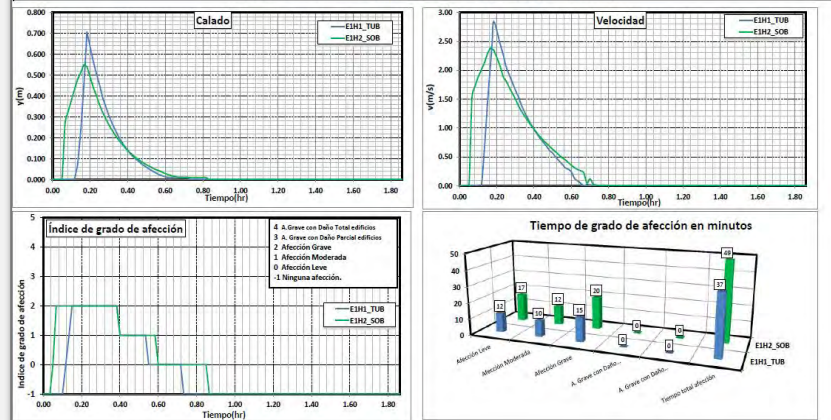 Calado
E1H1_TUB
E1H2_SOB
y(m)
0.800
0.700
0.600
0.500
0.400
0.300
0.200
0.100
0.000
0.00 0.20 0.40 0.60 0.80 1.00 1.20 1.40 1.60 1.80
Tiempo(hr)
Velocidad
E1H1_TUB
E1H2_SOB
v(m/s)
3.00
2.50
2.00
1.50
1.00
0.50
0.00
0.00 0.20 0.40 0.60 0.80 1.00 1.20 1.40 1.60 1.80
Tiempo(hr)
Índice de grado de afección
4 A.Grave con Daño Total edificios
3 A. Grave con Daño Parcial edificios
2 Afección Grave
1 Afección Moderada
0 Afección Leve
-1 Ninguna afección.
E1H1_TUB
E1H2_SOB
Indice de grado de afección
5
4
3
2
1
0
-1
0.00 0.20 0.40 0.60 0.80 1.00 1.20 1.40 1.60 1.80
Tiempo(hr)
Tiempo de grado de afección en minutos
50
40
30
20
10
0
12 17
10 12
15 20
0 0
0 0
37 49
Afección Leve
Afección Moderada
Afección Grave
A. Grave con Daño...
A. Grave con Daño...
Tiempo total afección
E1H2_SOB
E1H1_TUB